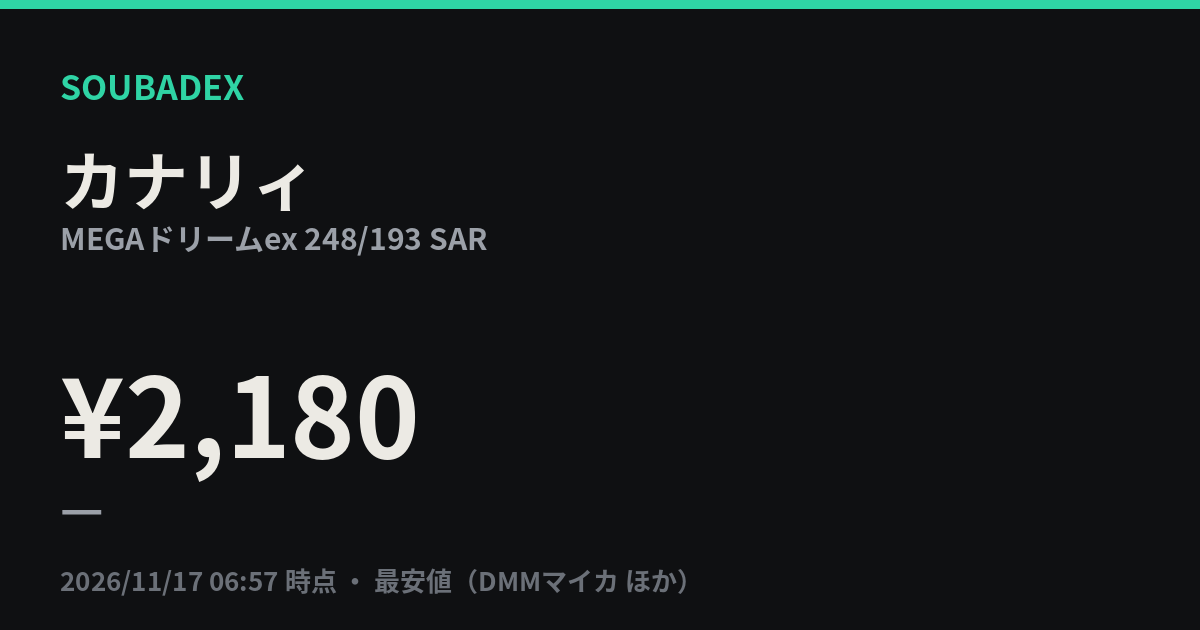 SOUBADEX
カナリィ
MEGAドリームex 248/193 SAR
¥2,180
—
2026/11/17 06:57 時点 ・ 最安値（DMMマイカ ほか）